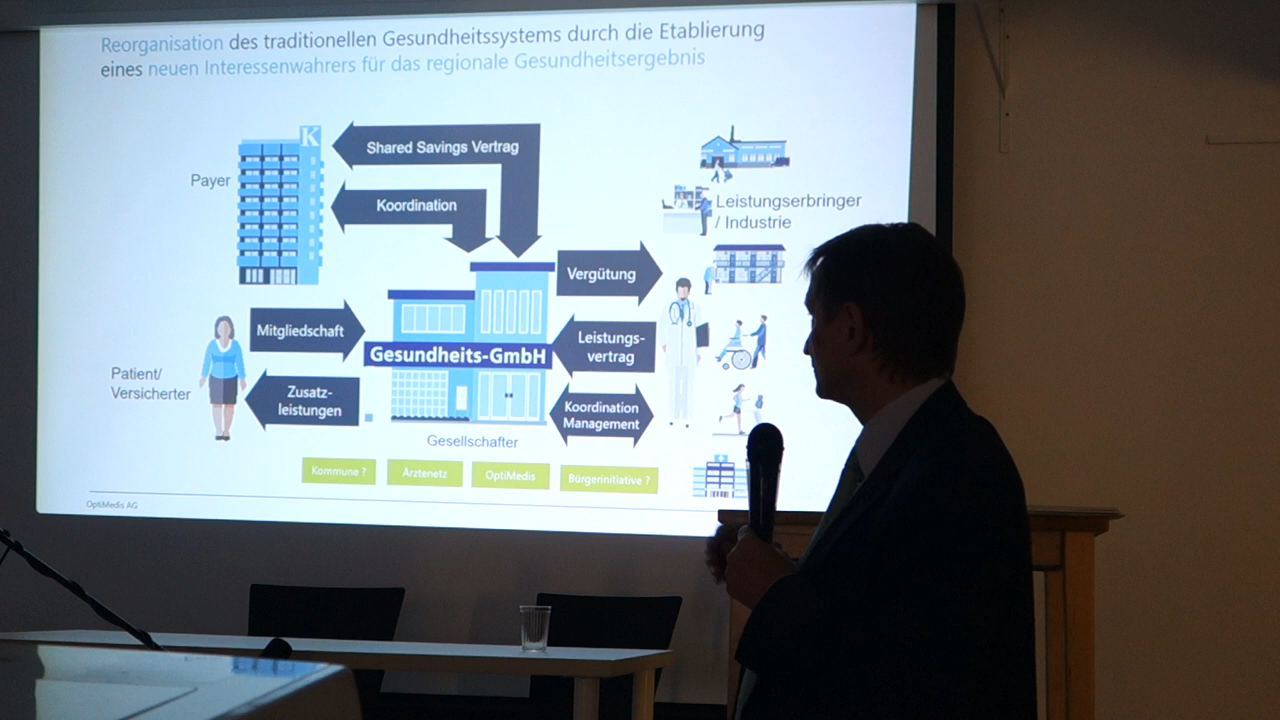 Reorganisation des traditionellen Gesundheitssystems durch die Etablierung
eines neuen Interessenwahrers für das regionale Gesundheitsergebnis
K
Shared Savings Vertrag
Payer
Koordination
Leistungserbringer
/ Industrie
Vergütung
Mitgliedschaft
Leistungs-
vertrag
Gesundheits-GmbH
Patient/
Versicherter
Zusatz-
leistungen
Koordination
Management
Gesellschafter
Kommune ?
Ärztenetz
OptiMedis
Bürgerinitiative ?
OptiMedis AG